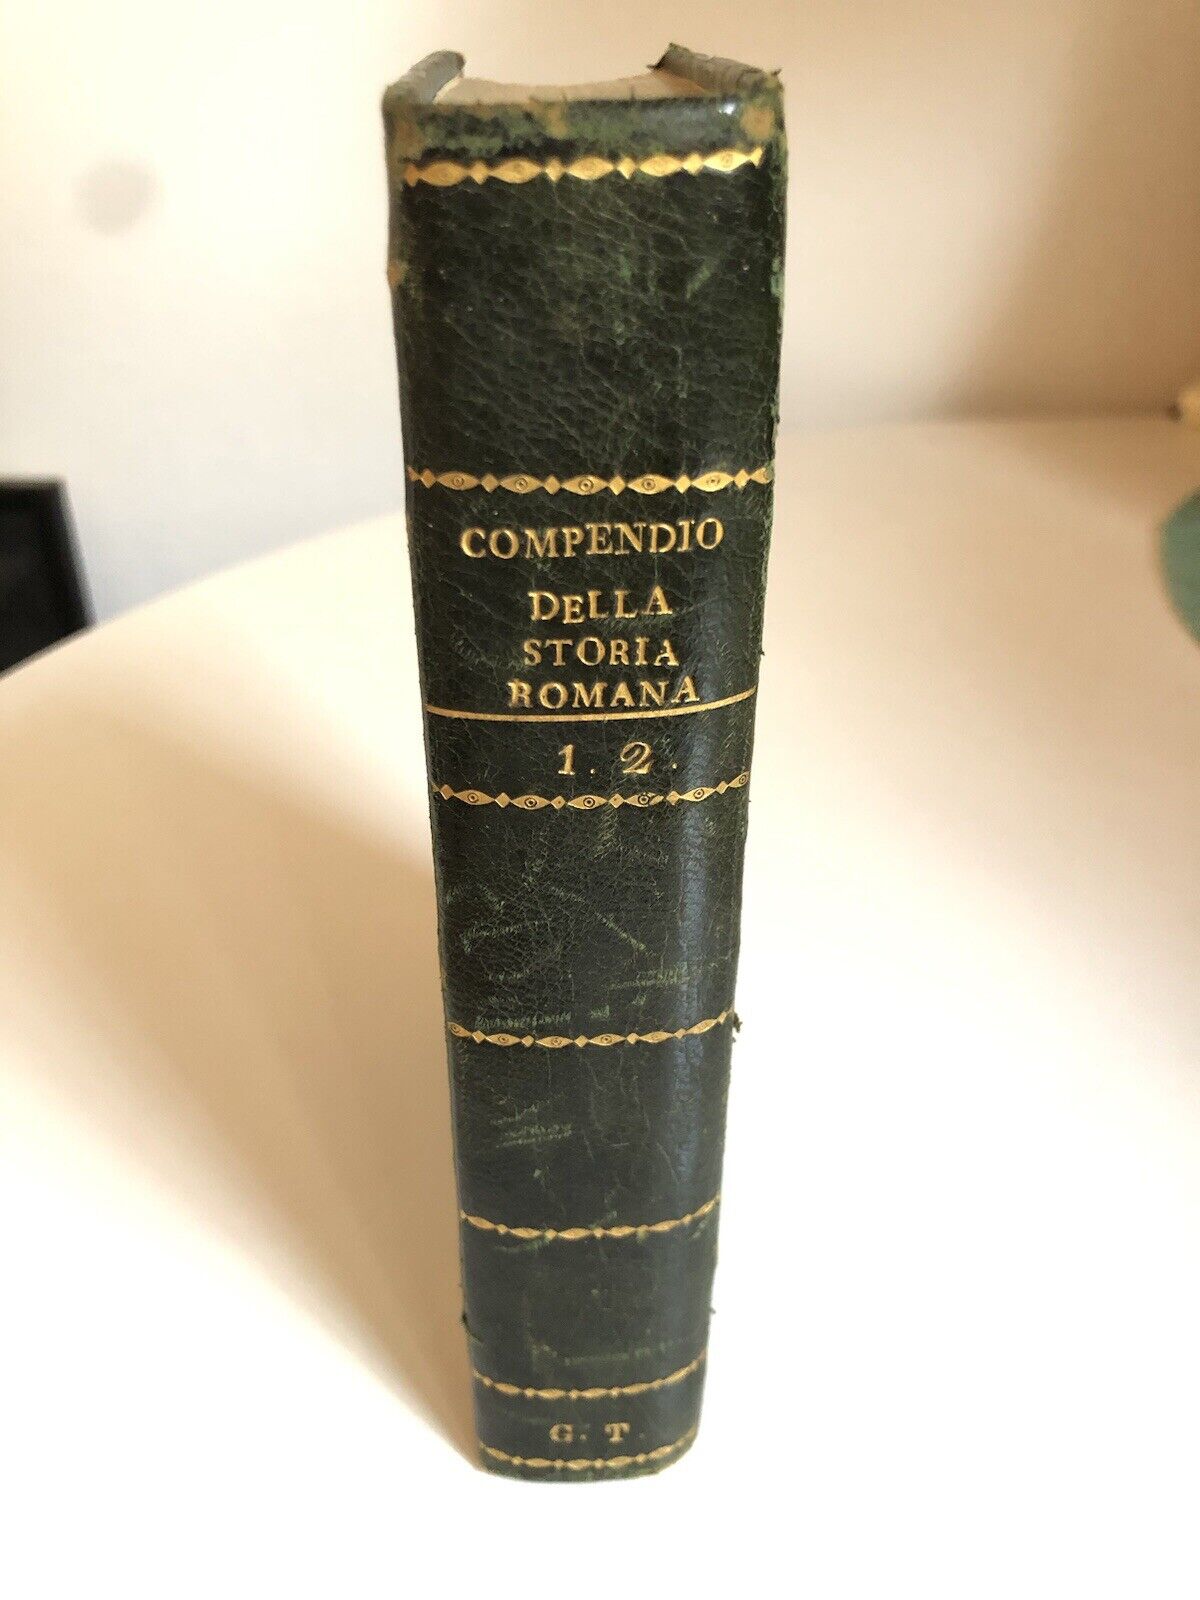 COMPENDIO
DELLA
STORIA
ROMANA
1. 2.
G. T.